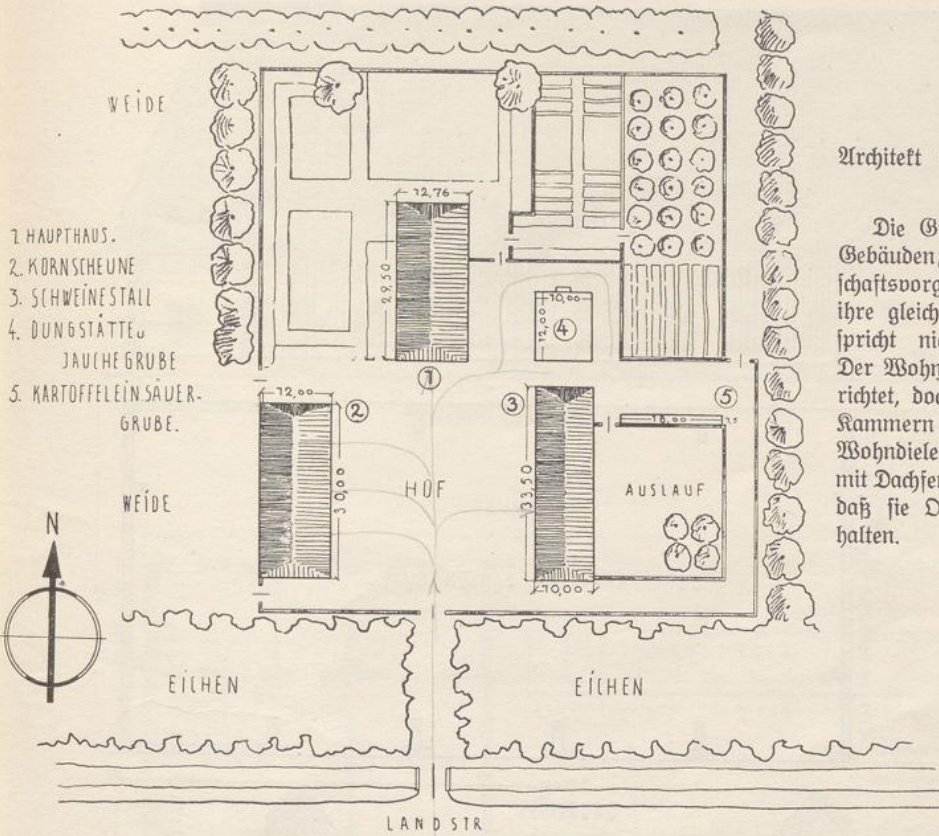 WEIDE
1 HAUPTHAUS.
2. KORNSCHEUNE
3. SCHWEINESTALL
4. DUNGSTÄTTE u
JAUCHEGRUBE
5. KARTOFFELEINSÄUER-
GRUBE.
12,76
29,50
①
10,00
12,00
④
12,00
②
30,00
HOF
③
33,50
10,00
18,00
⑤
AUSLAUF
WEIDE
N
EICHEN
EICHEN
LANDSTR
Architekt
Die G
Gebäuden,
schaftsvorg
ihre gleich
spricht nic
Der Wohn
richtet, doc
Kammern
Wohndiele
mit Dachfen
daß sie O
halten.